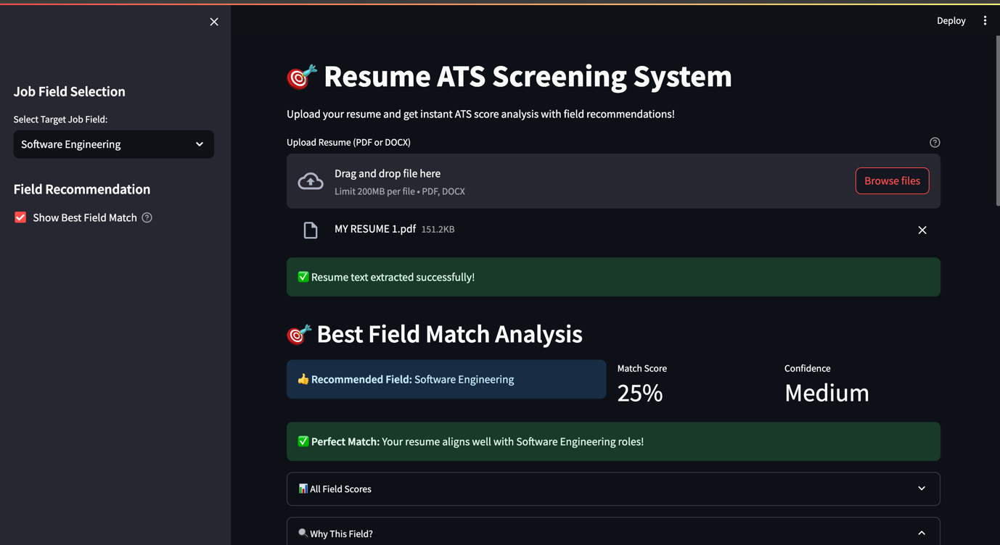 Deploy
Job Field Selection
Select Target Job Field:
Software Engineering
Field Recommendation
Show Best Field Match
🎯 Resume ATS Screening System
Upload your resume and get instant ATS score analysis with field recommendations!
Upload Resume (PDF or DOCX)
Drag and drop file here
Limit 200MB per file • PDF, DOCX
Browse files
MY RESUME 1.pdf 151.2KB
✅ Resume text extracted successfully!
🎯 Best Field Match Analysis
👍 Recommended Field: Software Engineering
Match Score
25%
Confidence
Medium
✅ Perfect Match: Your resume aligns well with Software Engineering roles!
📊 All Field Scores
🔍 Why This Field?